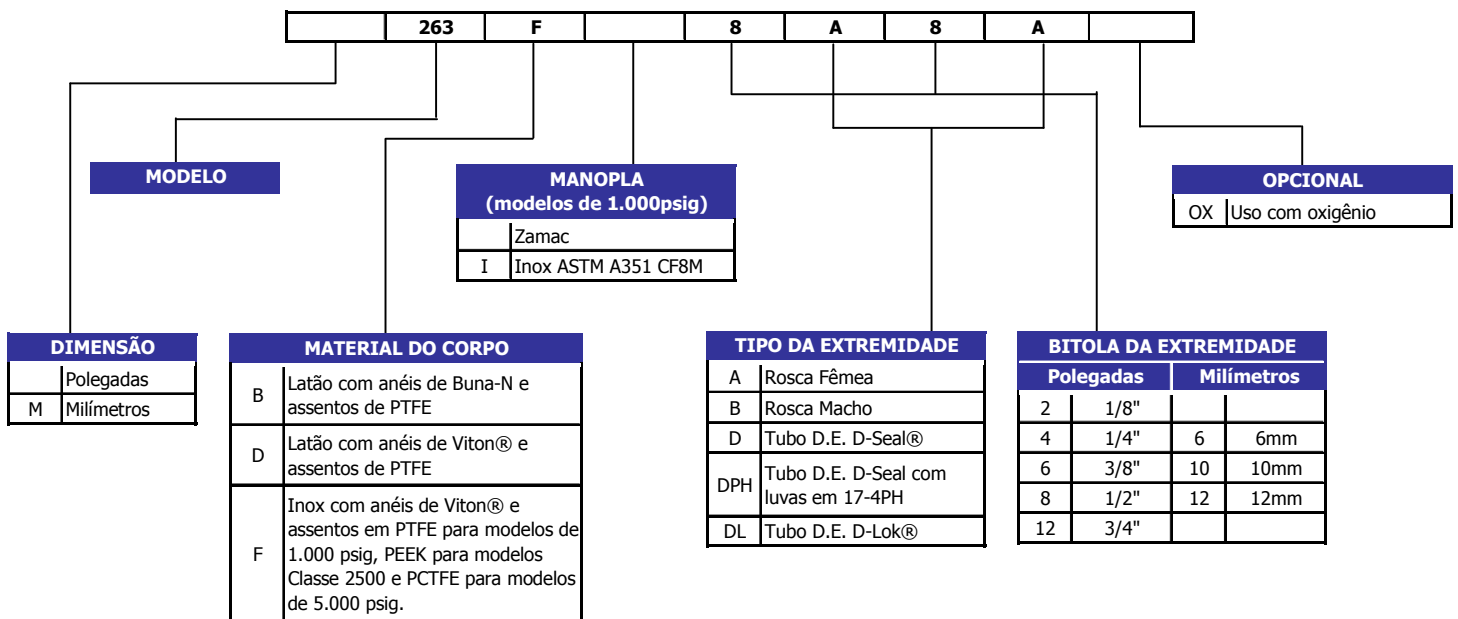 263 F 8 A 8 A
MODELO
MANOPLA
(modelos de 1.000psig)
Zamac
I Inox ASTM A351 CF8M
OPCIONAL
OX Uso com oxigênio
DIMENSÃO
Polegadas
M Milímetros
MATERIAL DO CORPO
B Latão com anéis de Buna-N e
assentos de PTFE
D Latão com anéis de Viton® e
assentos de PTFE
F Inox com anéis de Viton® e
assentos em PTFE para modelos de
1.000 psig, PEEK para modelos
Classe 2500 e PCTFE para modelos
de 5.000 psig.
TIPO DA EXTREMIDADE
A Rosca Fêmea
B Rosca Macho
D Tubo D.E. D-Seal®
DPH Tubo D.E. D-Seal com
luvas em 17-4PH
DL Tubo D.E. D-Lok®
BITOLA DA EXTREMIDADE
Polegadas Milímetros
2 1/8"
4 1/4" 6 6mm
6 3/8" 10 10mm
8 1/2" 12 12mm
12 3/4"